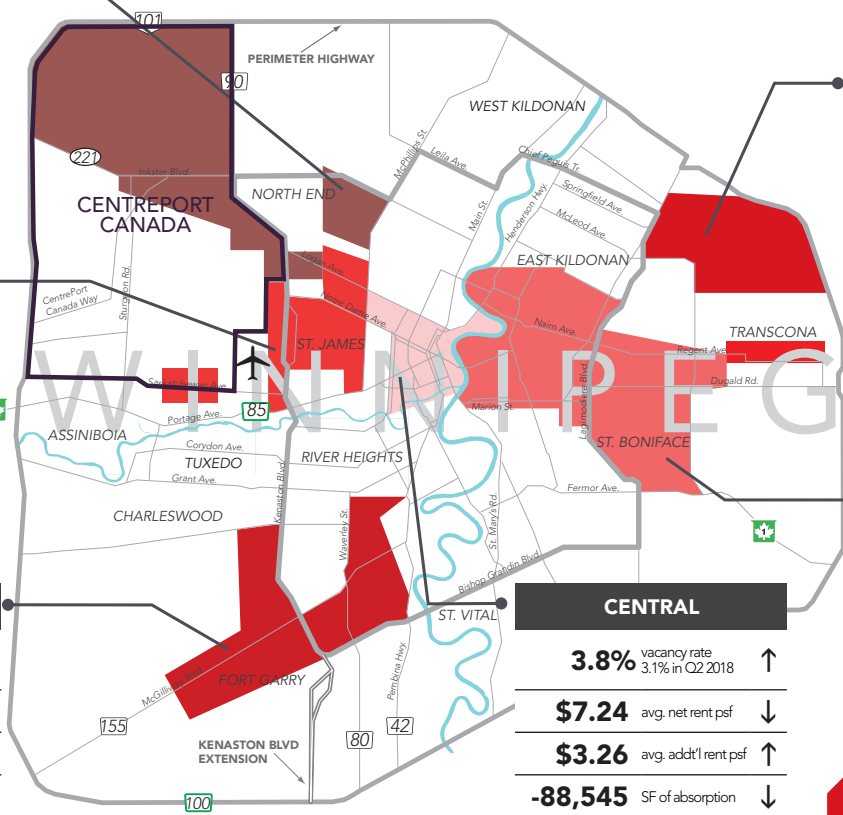 101
PERIMETER HIGHWAY
90
WEST KILDONAN
McPhillips St.
Leila Ave.
Chief Peguis Tr.
221
Inkster Blvd.
NORTH END
Main St.
Henderson Hwy.
Springfield Ave.
McLeod Ave.
CENTREPORT
CANADA
EAST KILDONAN
Logan Ave.
CentrePort
Canada Way
Sturgeon Rd.
Notre Dame Ave.
Nairn Ave.
TRANSCONA
ST. JAMES
Regent Ave.
WINNIPEG
Saskatchewan Ave.
Dugald Rd.
Lagimodiere Blvd.
85
Portage Ave.
Marion St.
ASSINIBOIA
Corydon Ave.
ST. BONIFACE
TUXEDO
RIVER HEIGHTS
Grant Ave.
Kenaston Blvd.
Fermor Ave.
CHARLESWOOD
Waverley St.
St. Mary's Rd.
1
Bishop Grandin Blvd.
ST. VITAL
McGillivray Blvd.
FORT GARRY
Pembina Hwy.
155
80
42
KENASTON BLVD
EXTENSION
100
CENTRAL
3.8% vacancy rate
3.1% in Q2 2018 ↑
$7.24 avg. net rent psf ↓
$3.26 avg. addt'l rent psf ↑
-88,545 SF of absorption ↓